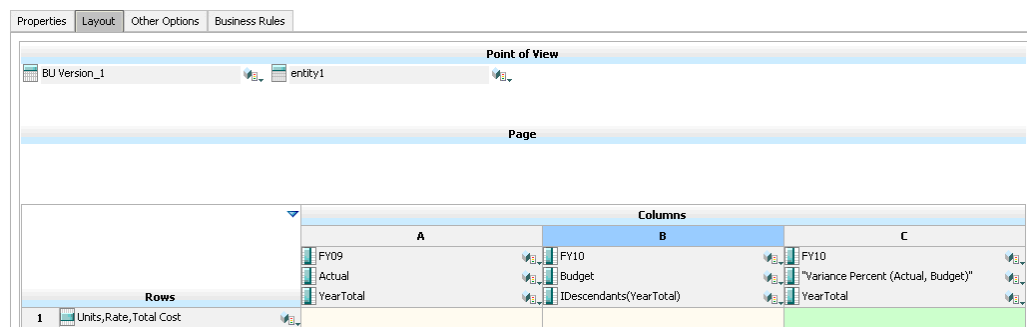 Properties Layout Other Options Business Rules
Point of View
BU Version_1 entity1
Page
Columns
A B C
FY09 FY10 FY10
Actual Budget "Variance Percent (Actual, Budget)"
Rows YearTotal IDescendants(YearTotal) YearTotal
1 Units,Rate,Total Cost